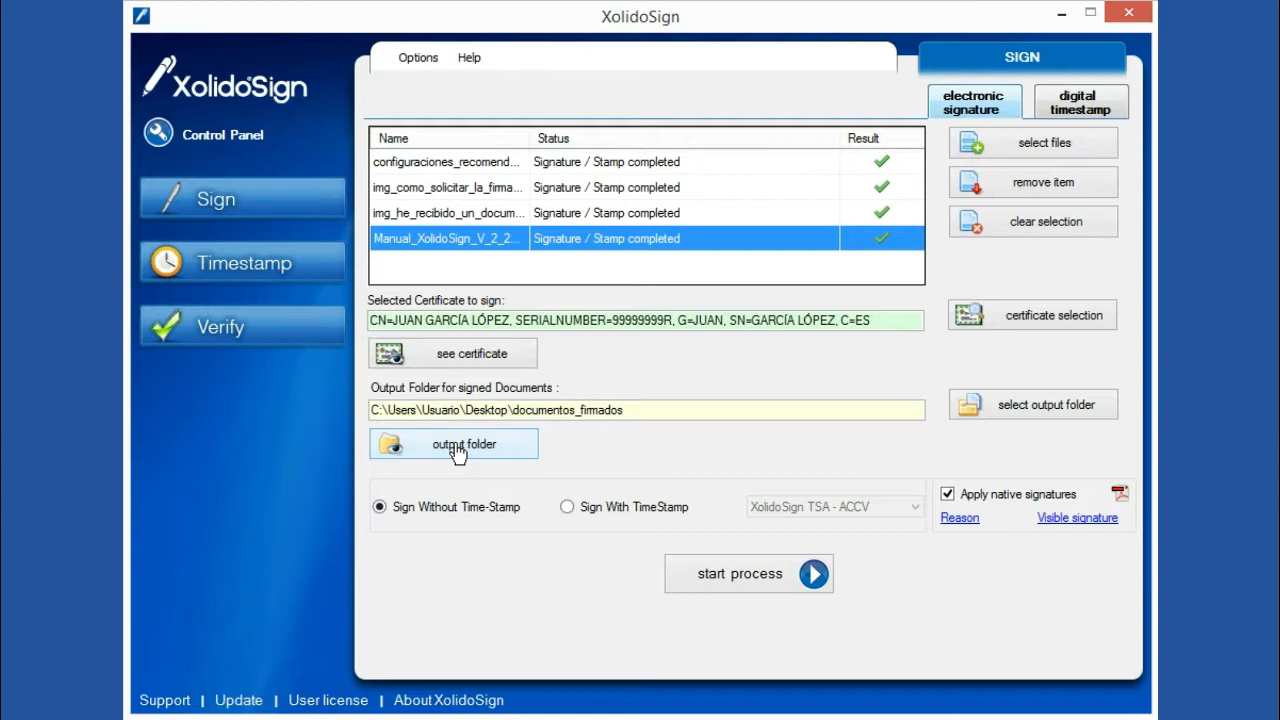 XolidoSign
XolidoSign
Control Panel
Sign
Timestamp
Verify
Options Help
SIGN
electronic
signature
digital
timestamp
Name Status Result
configuraciones_recomend... Signature / Stamp completed
img_como_solicitar_la_firma... Signature / Stamp completed
img_he_recibido_un_docum... Signature / Stamp completed
Manual_XolidoSign_V_2_2... Signature / Stamp completed
select files
remove item
clear selection
Selected Certificate to sign:
CN=JUAN GARCÍA LÓPEZ, SERIALNUMBER=99999999R, G=JUAN, SN=GARCÍA LÓPEZ, C=ES
certificate selection
see certificate
Output Folder for signed Documents :
C:\Users\Usuario\Desktop\documentos_firmados
select output folder
output folder
Sign Without Time-Stamp Sign With TimeStamp XolidoSign TSA - ACCV
Apply native signatures
Reason Visible signature
start process
Support | Update | User license | About XolidoSign